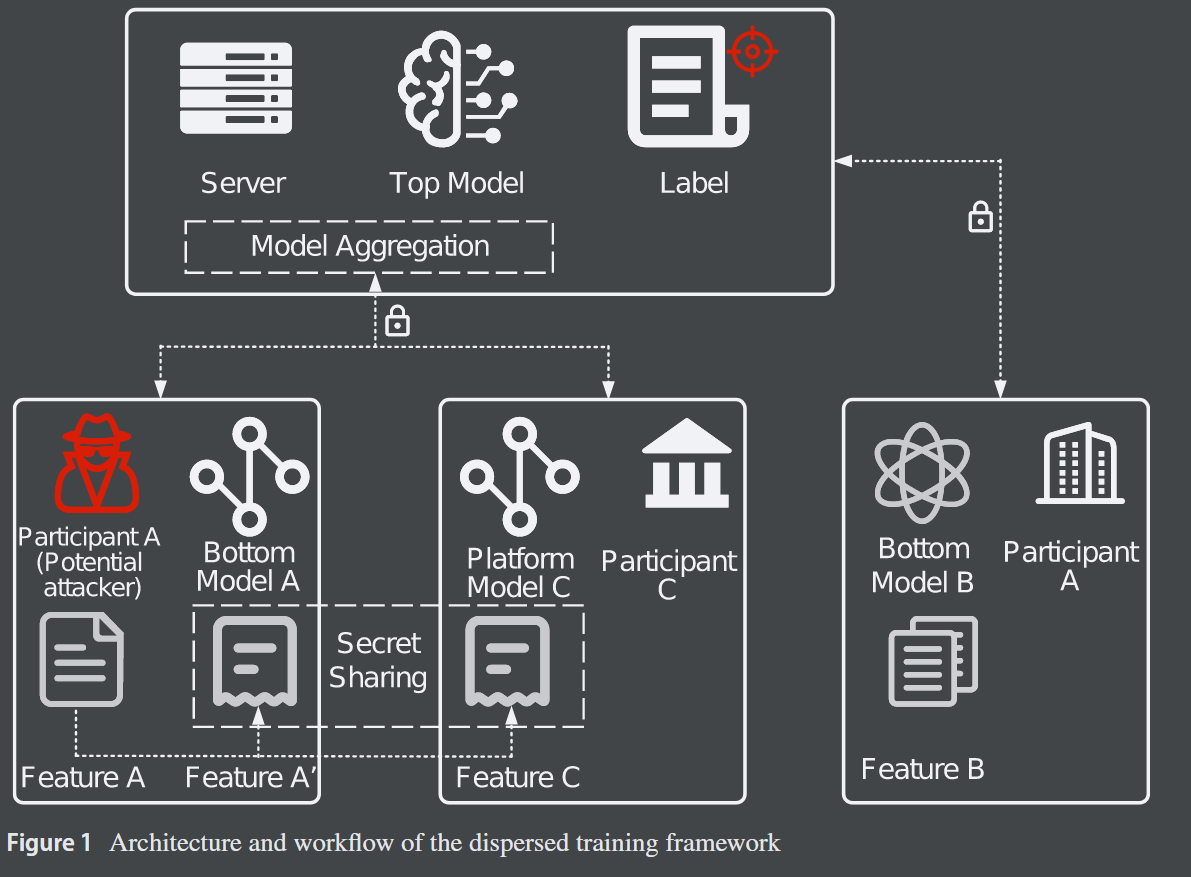 Server
Top Model
Label
Model Aggregation
Participant A
(Potential
attacker)
Bottom
Model A
Platform
Model C
Participant
C
Bottom
Model B
Participant
A
Secret
Sharing
Feature A
Feature A’
Feature C
Feature B
Figure 1 Architecture and workflow of the dispersed training framework